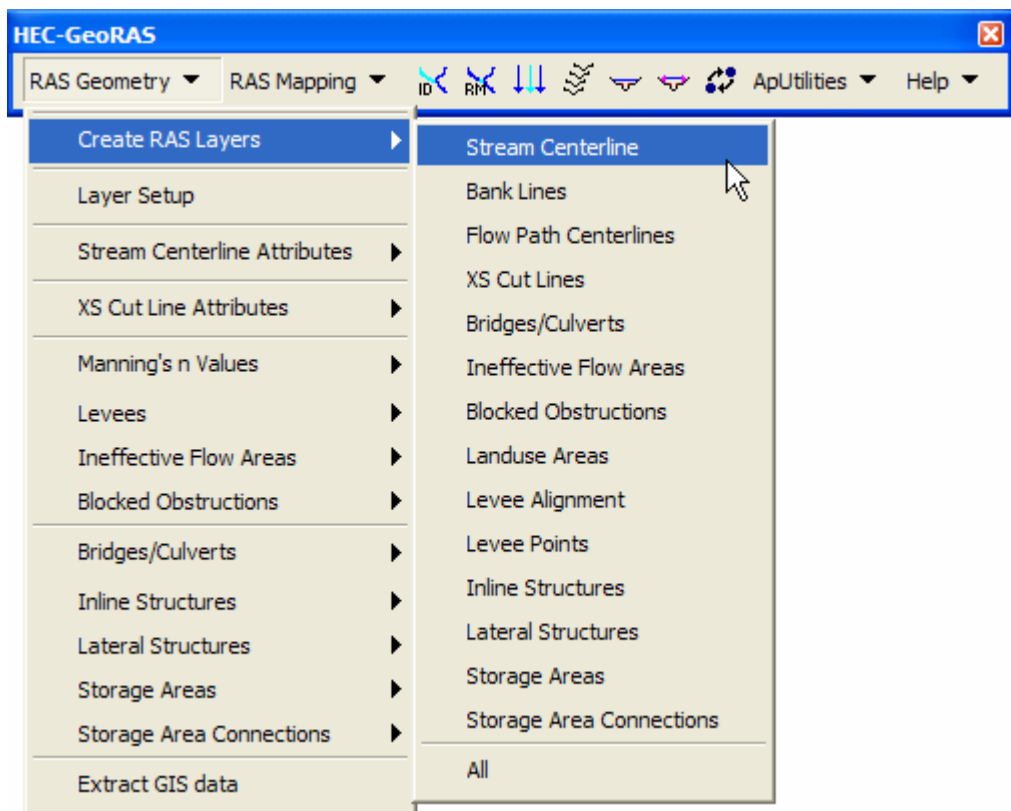 HEC-GeoRAS
RAS Geometry RAS Mapping ID RM ApUtilities Help
Create RAS Layers
Layer Setup
Stream Centerline Attributes
XS Cut Line Attributes
Manning's n Values
Levees
Ineffective Flow Areas
Blocked Obstructions
Bridges/Culverts
Inline Structures
Lateral Structures
Storage Areas
Storage Area Connections
Extract GIS data
Stream Centerline
Bank Lines
Flow Path Centerlines
XS Cut Lines
Bridges/Culverts
Ineffective Flow Areas
Blocked Obstructions
Landuse Areas
Levee Alignment
Levee Points
Inline Structures
Lateral Structures
Storage Areas
Storage Area Connections
All